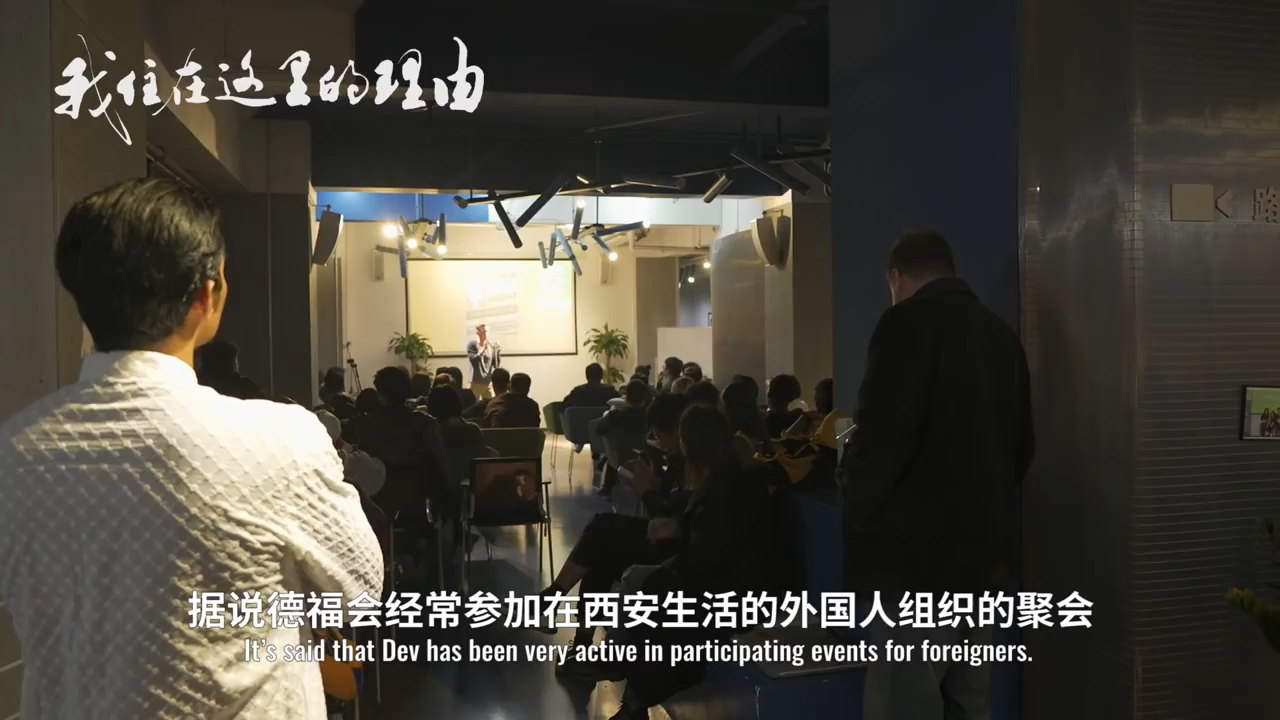 我住在这里的理由
路
据说德福会经常参加在西安生活的外国人组织的聚会
It's said that Dev has been very active in participating events for foreigners.